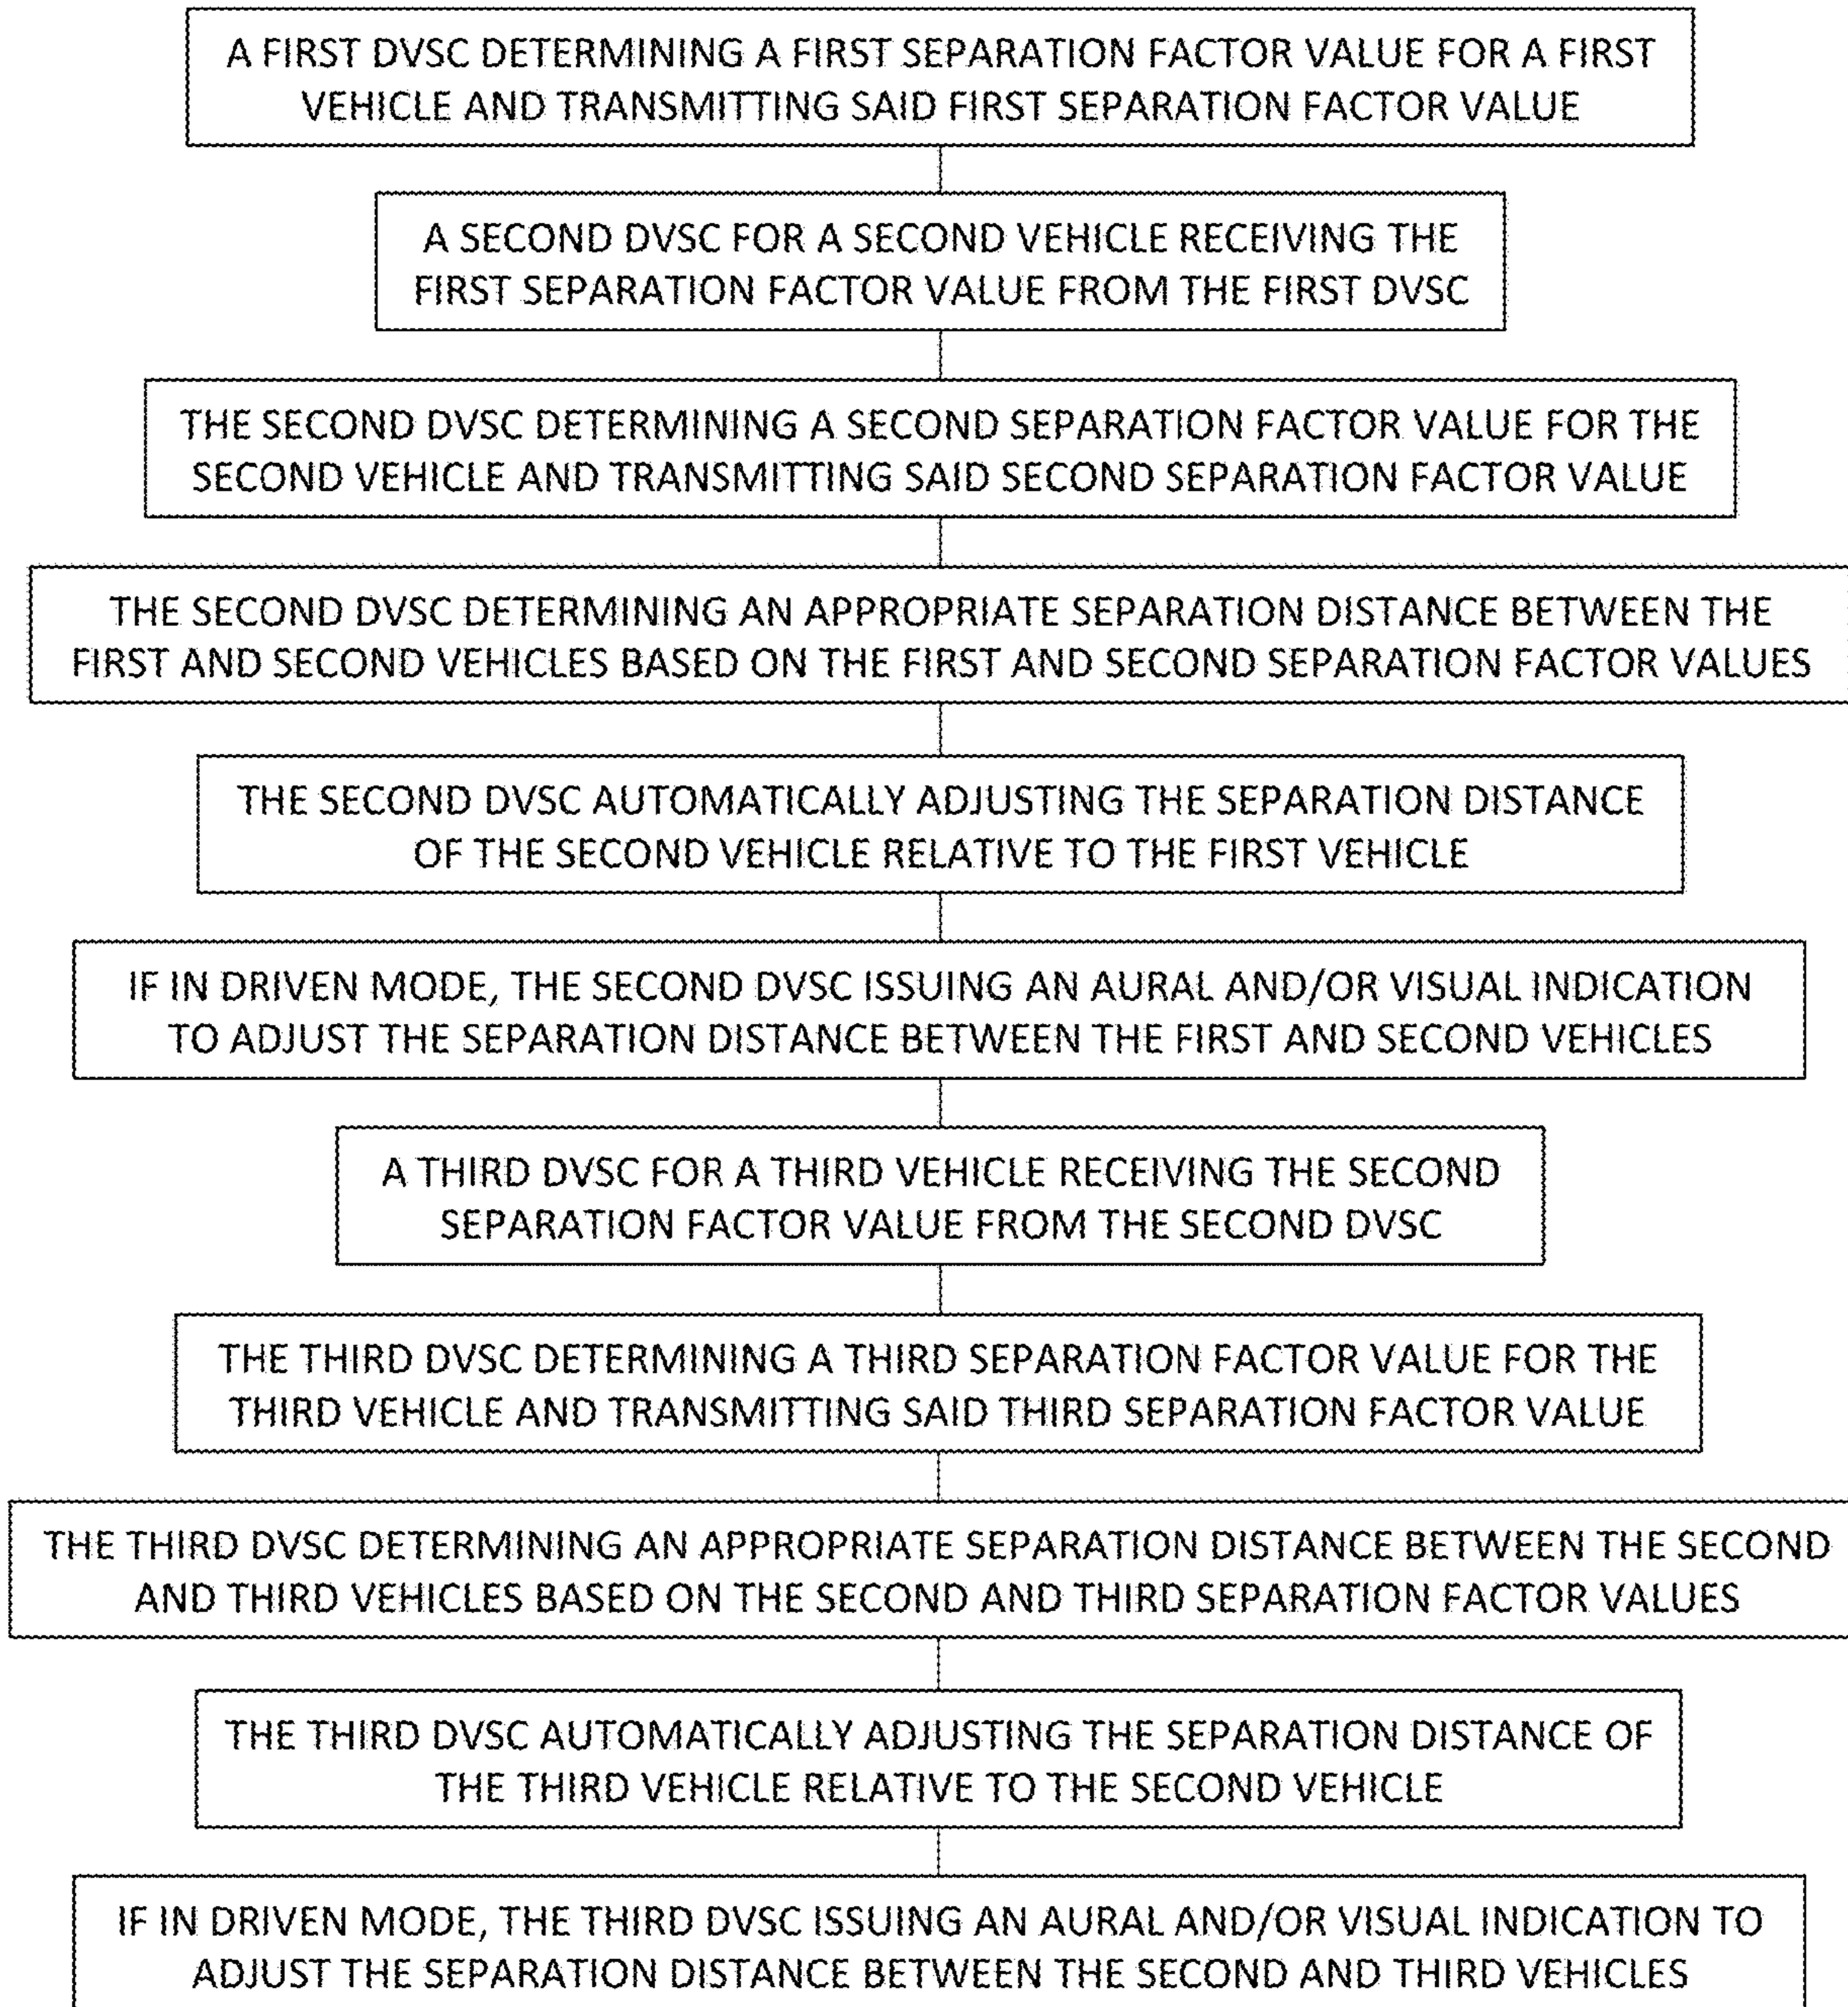 A FIRST DVSC DETERMINING A FIRST SEPARATION FACTOR VALUE FOR A FIRST
VEHICLE AND TRANSMITTING SAID FIRST SEPARATION FACTOR VALUE
A SECOND DVSC FOR A SECOND VEHICLE RECEIVING THE
FIRST SEPARATION FACTOR VALUE FROM THE FIRST DVSC
THE SECOND DVSC DETERMINING A SECOND SEPARATION FACTOR VALUE FOR THE
SECOND VEHICLE AND TRANSMITTING SAID SECOND SEPARATION FACTOR VALUE
THE SECOND DVSC DETERMINING AN APPROPRIATE SEPARATION DISTANCE BETWEEN THE
FIRST AND SECOND VEHICLES BASED ON THE FIRST AND SECOND SEPARATION FACTOR VALUES
THE SECOND DVSC AUTOMATICALLY ADJUSTING THE SEPARATION DISTANCE
OF THE SECOND VEHICLE RELATIVE TO THE FIRST VEHICLE
IF IN DRIVEN MODE, THE SECOND DVSC ISSUING AN AURAL AND/OR VISUAL INDICATION
TO ADJUST THE SEPARATION DISTANCE BETWEEN THE FIRST AND SECOND VEHICLES
A THIRD DVSC FOR A THIRD VEHICLE RECEIVING THE SECOND
SEPARATION FACTOR VALUE FROM THE SECOND DVSC
THE THIRD DVSC DETERMINING A THIRD SEPARATION FACTOR VALUE FOR THE
THIRD VEHICLE AND TRANSMITTING SAID THIRD SEPARATION FACTOR VALUE
THE THIRD DVSC DETERMINING AN APPROPRIATE SEPARATION DISTANCE BETWEEN THE SECOND
AND THIRD VEHICLES BASED ON THE SECOND AND THIRD SEPARATION FACTOR VALUES
THE THIRD DVSC AUTOMATICALLY ADJUSTING THE SEPARATION DISTANCE OF
THE THIRD VEHICLE RELATIVE TO THE SECOND VEHICLE
IF IN DRIVEN MODE, THE THIRD DVSC ISSUING AN AURAL AND/OR VISUAL INDICATION TO
ADJUST THE SEPARATION DISTANCE BETWEEN THE SECOND AND THIRD VEHICLES